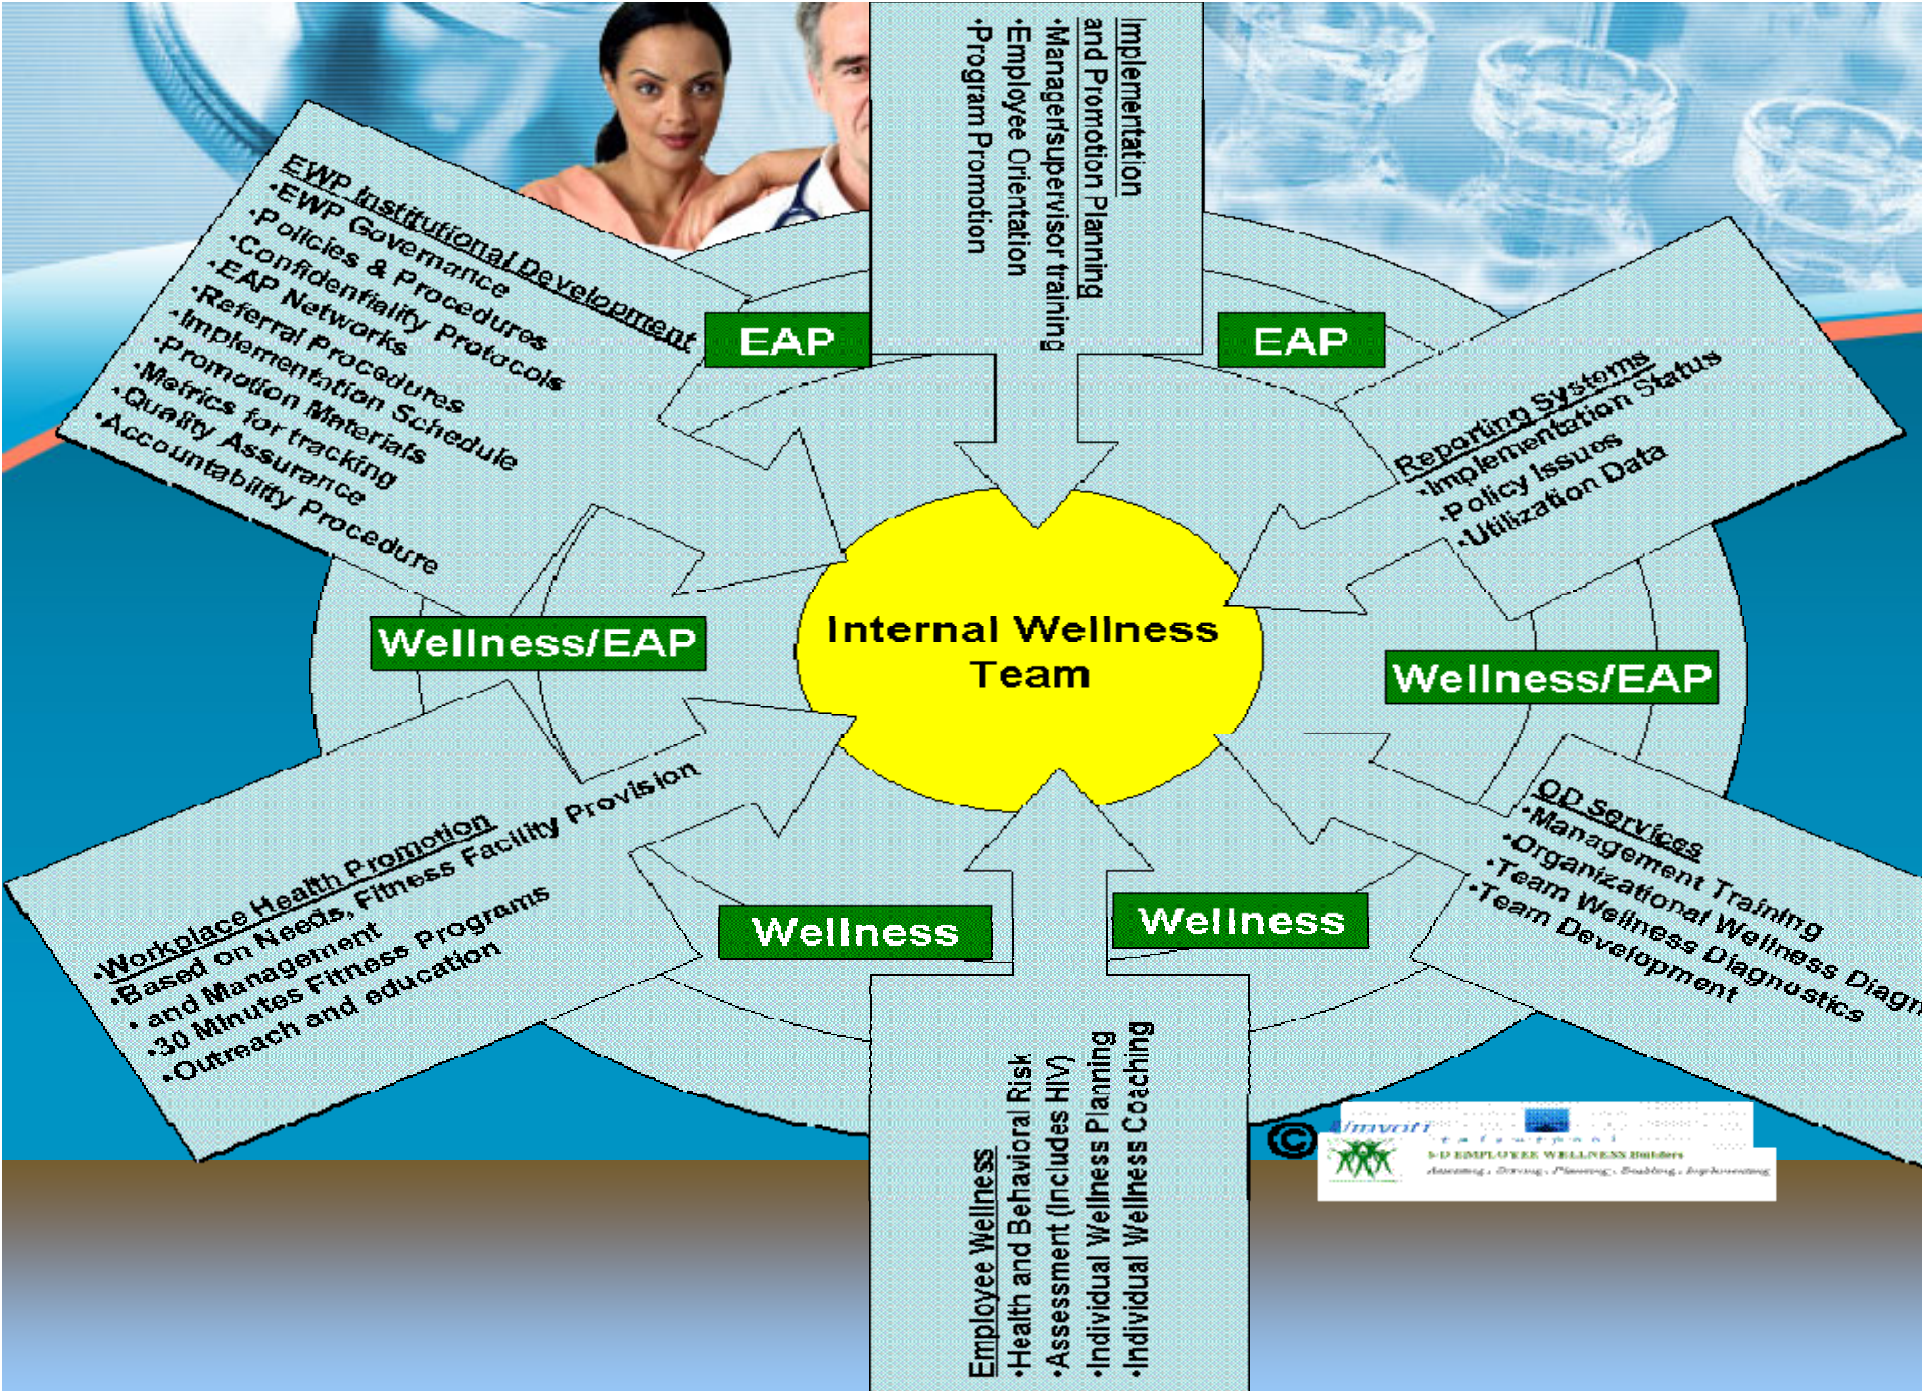 Implementation
and Promotion Planning
•Manager/supervisor training
•Employee Orientation
•Program Promotion
EWP Institutional Development
•EWP Governance
•Policies & Procedures
•Confidentiality Protocols
•EAP Networks
•Referral Procedures
•Implementation Schedule
•Promotion Materials
•Metrics for tracking
•Quality Assurance
•Accountability Procedure
EAP
EAP
Reporting Systems
•Implementation Status
•Policy Issues
•Utilization Data
Wellness/EAP
Internal Wellness
Team
Wellness/EAP
•Workplace Health Promotion
•Based on Needs, Fitness Facility Provision
• and Management
•30 Minutes Fitness Programs
•Outreach and education
Wellness
Wellness
OD Services
•Management Training
•Organizational Wellness Diagn
•Team Wellness Diagnostics
•Team Development
Employee Wellness
•Health and Behavioral Risk
•Assessment (Includes HIV)
•Individual Wellness Planning
•Individual Wellness Coaching
©
EMPLOYEE WELLNESS Builders